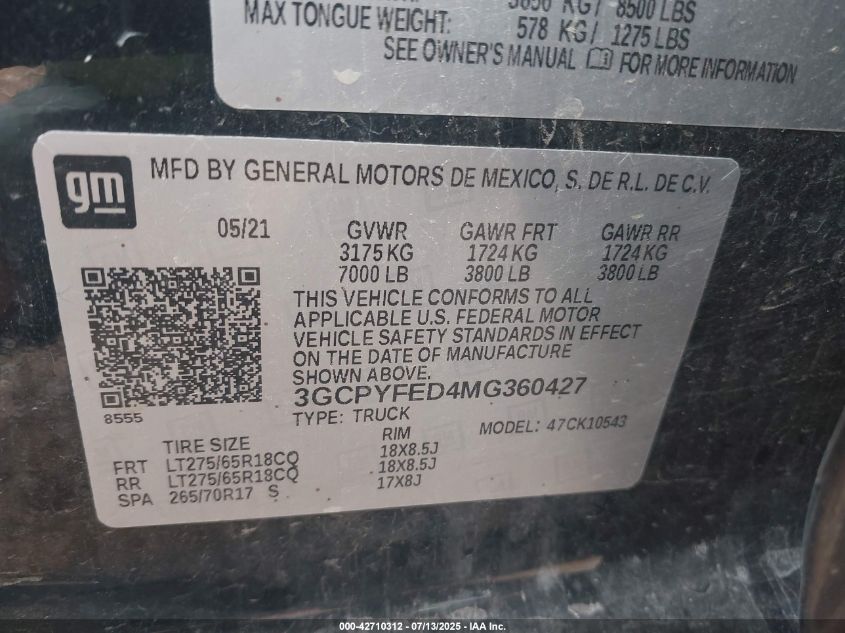 8500 LBS
MAX TONGUE WEIGHT: 578 KG / 1275 LBS
SEE OWNER'S MANUAL FOR MORE INFORMATION
gm
MFD BY GENERAL MOTORS DE MEXICO, S. DE R.L. DE C.V.
05/21 GVWR GAWR FRT GAWR RR
3175 KG 1724 KG 1724 KG
7000 LB 3800 LB 3800 LB
THIS VEHICLE CONFORMS TO ALL
APPLICABLE U.S. FEDERAL MOTOR
VEHICLE SAFETY STANDARDS IN EFFECT
ON THE DATE OF MANUFACTURE
SHOWN ABOVE.
3GCPYFED4MG360427
8555
TYPE: TRUCK
MODEL: 47CK10543
TIRE SIZE RIM
FRT LT275/65R18CQ 18X8.5J
RR LT275/65R18CQ 18X8.5J
SPA 265/70R17 S 17X8J
000-42710312 - 07/13/2025 - IAAI.COM